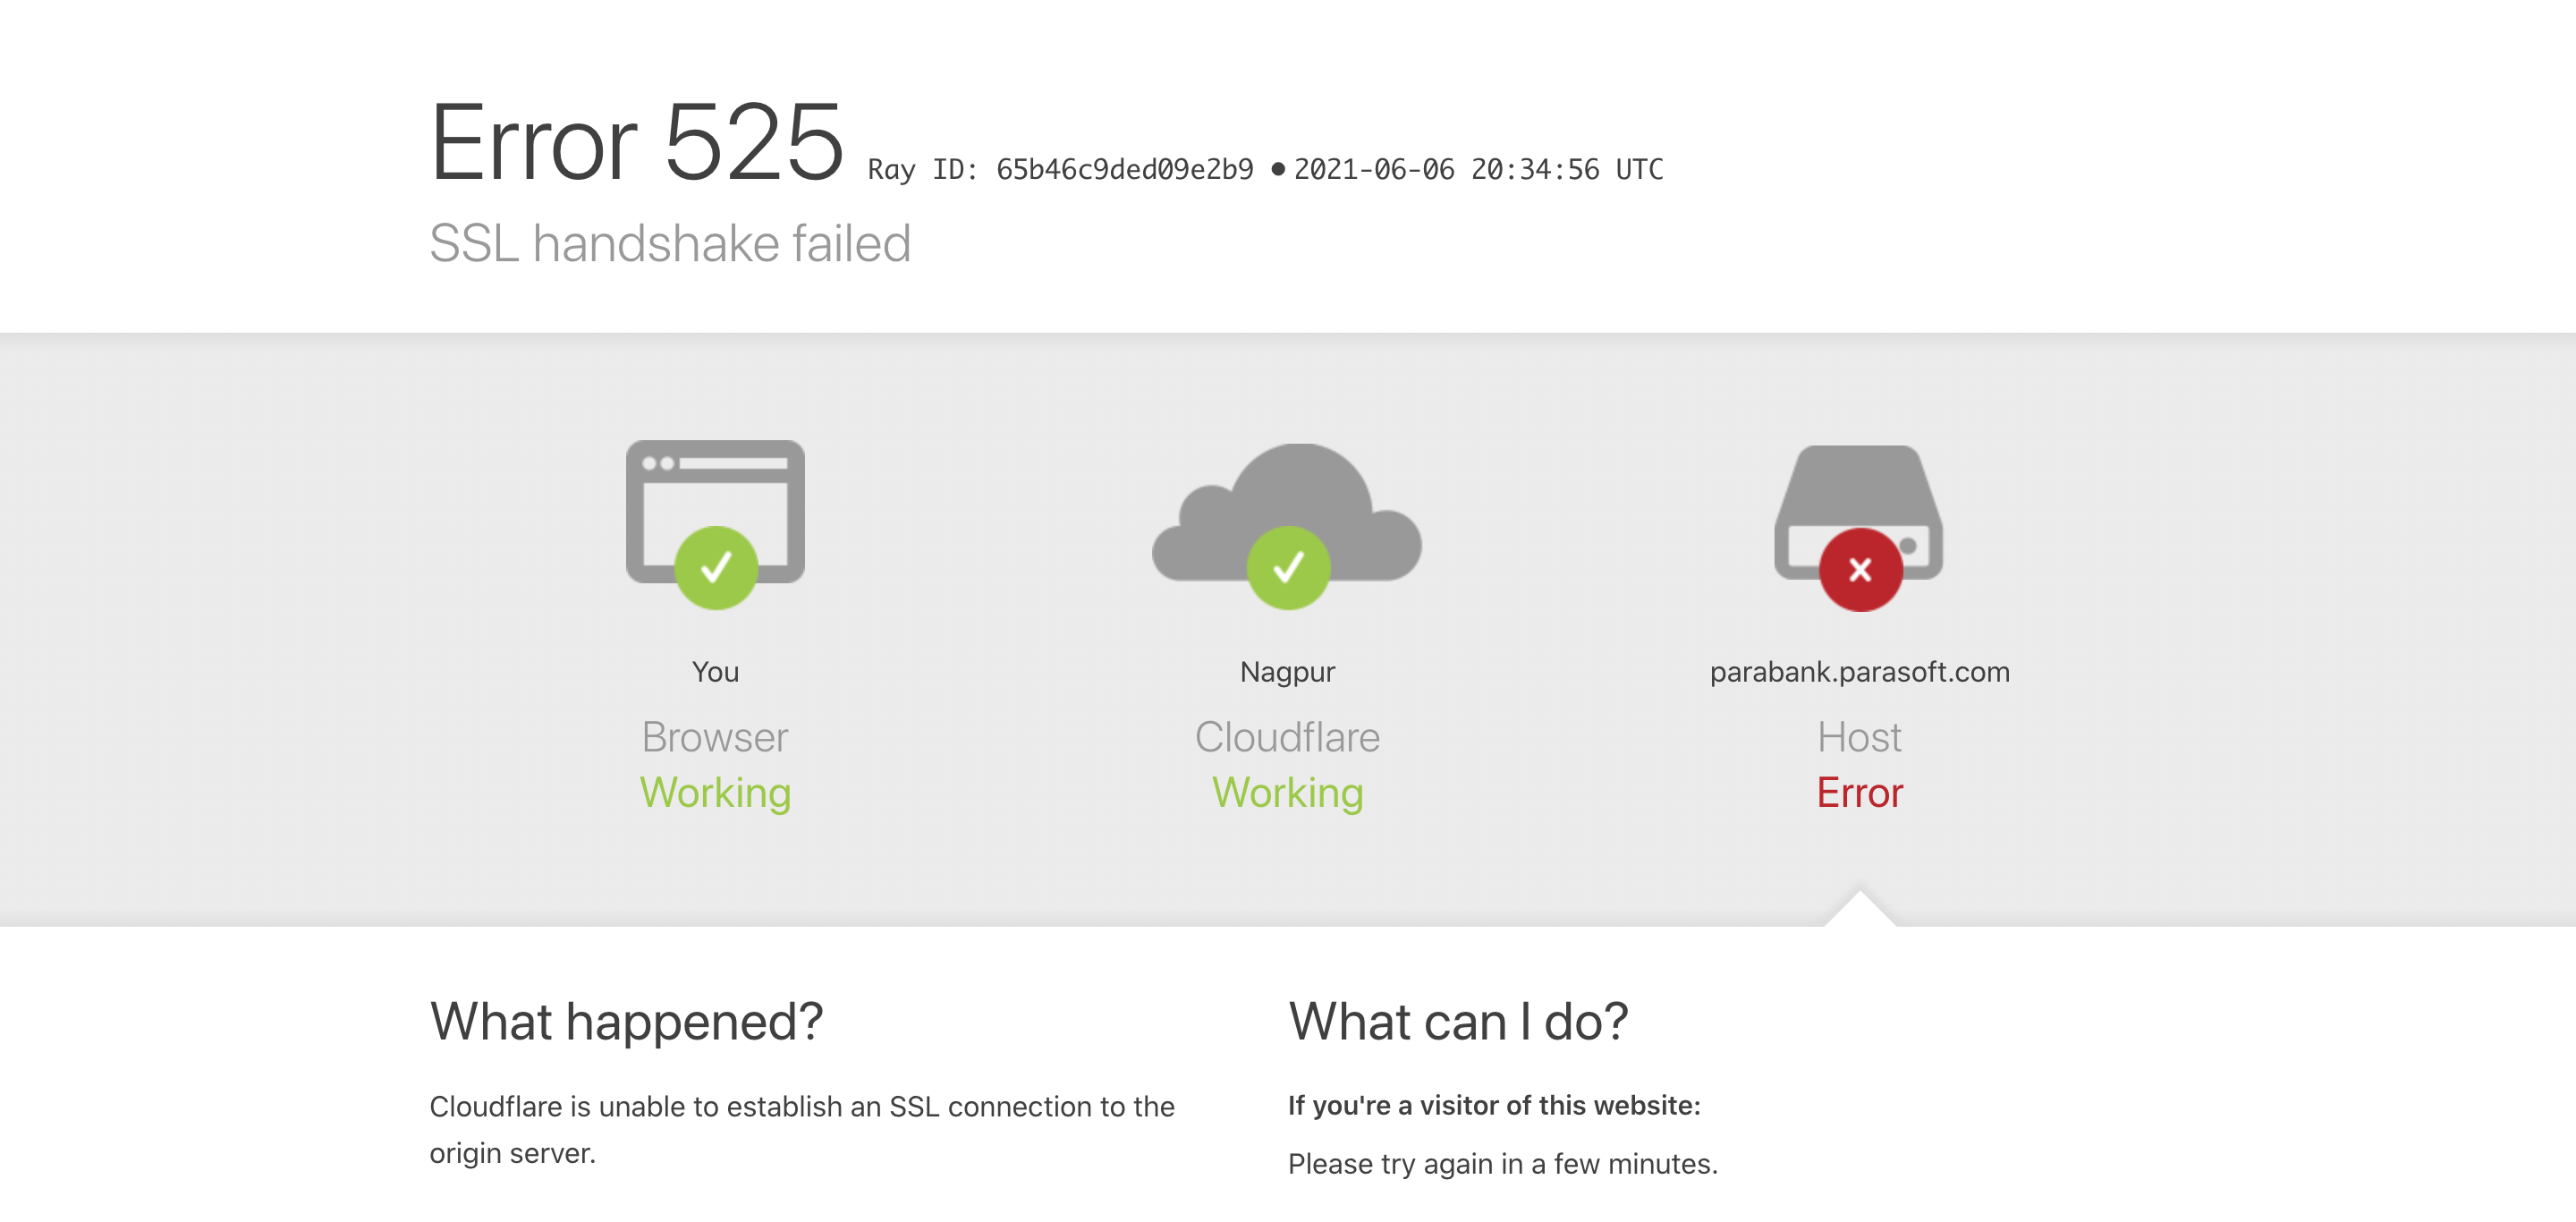 Error 525 Ray ID: 65b46c9ded09e2b9 • 2021-06-06 20:34:56 UTC
SSL handshake failed
You
Browser
Working
Nagpur
Cloudflare
Working
parabank.parasoft.com
Host
Error
What happened?
Cloudflare is unable to establish an SSL connection to the
origin server.
What can I do?
If you're a visitor of this website:
Please try again in a few minutes.